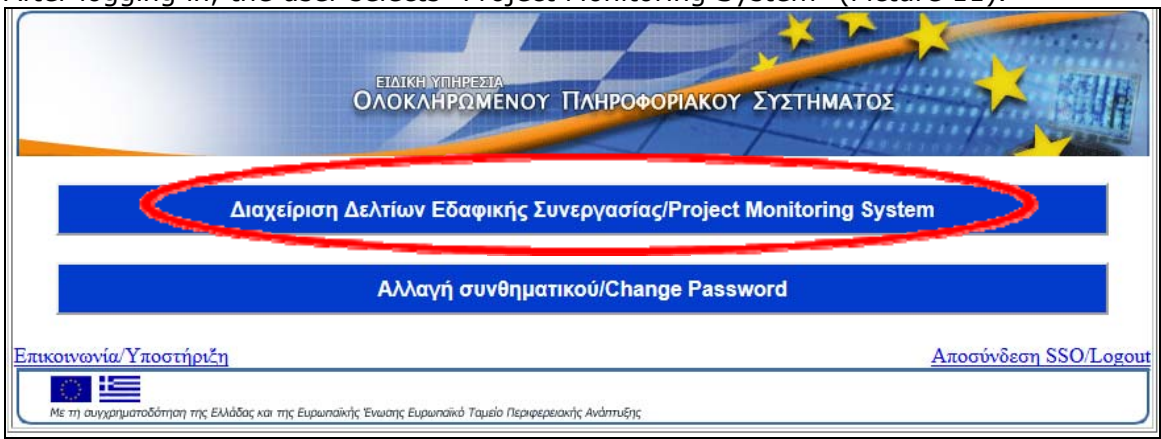 After logging in, the user selects "Project Monitoring System" (Picture 11).
ΕΙΔΙΚΗ ΥΠΗΡΕΣΙΑ
ΟΛΟΚΛΗΡΩΜΕΝΟΥ ΠΛΗΡΟΦΟΡΙΑΚΟΥ ΣΥΣΤΗΜΑΤΟΣ
Διαχείριση Δελτίων Εδαφικής Συνεργασίας/Project Monitoring System
Αλλαγή συνθηματικού/Change Password
Επικοινωνία/Υποστήριξη
Αποσύνδεση SSO/Logout
Με τη συγχρηματοδότηση της Ελλάδας και της Ευρωπαϊκής Ένωσης Ευρωπαϊκό Ταμείο Περιφερειακής Ανάπτυξης